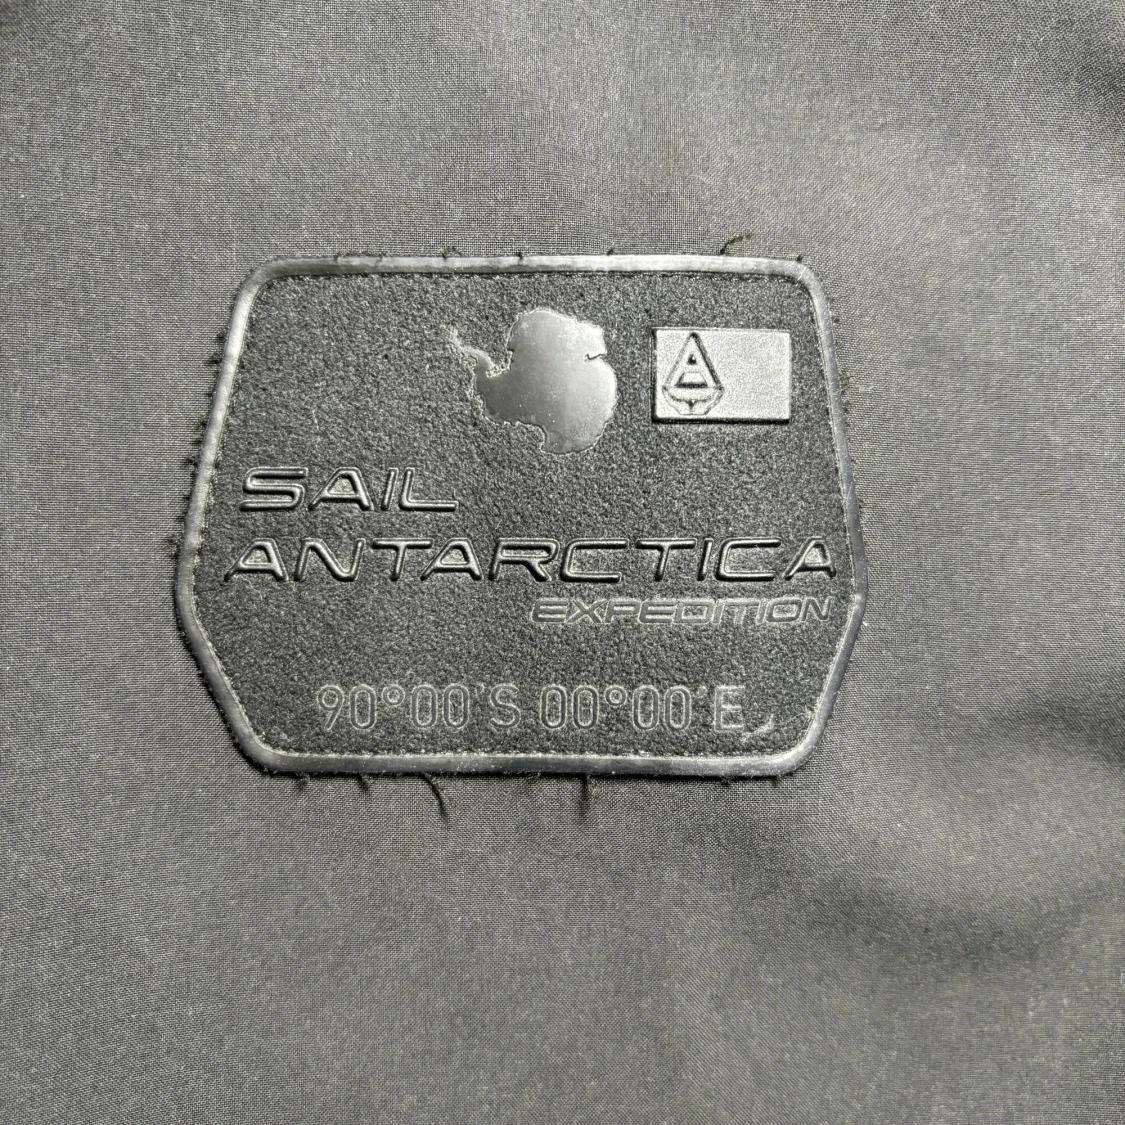 SAIL
ANTARCTICA
EXPEDITION
90°00'S 00°00'E